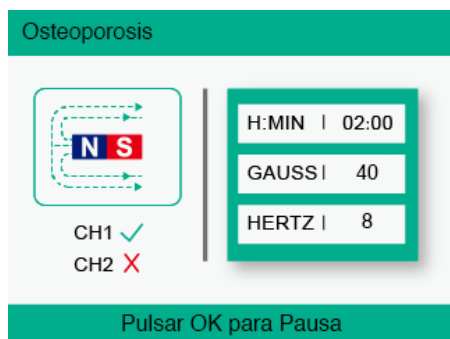 Osteoporosis
N S
CH1 ✓
CH2 X
H:MIN | 02:00
GAUSS | 40
HERTZ | 8
Pulsar OK para Pausa